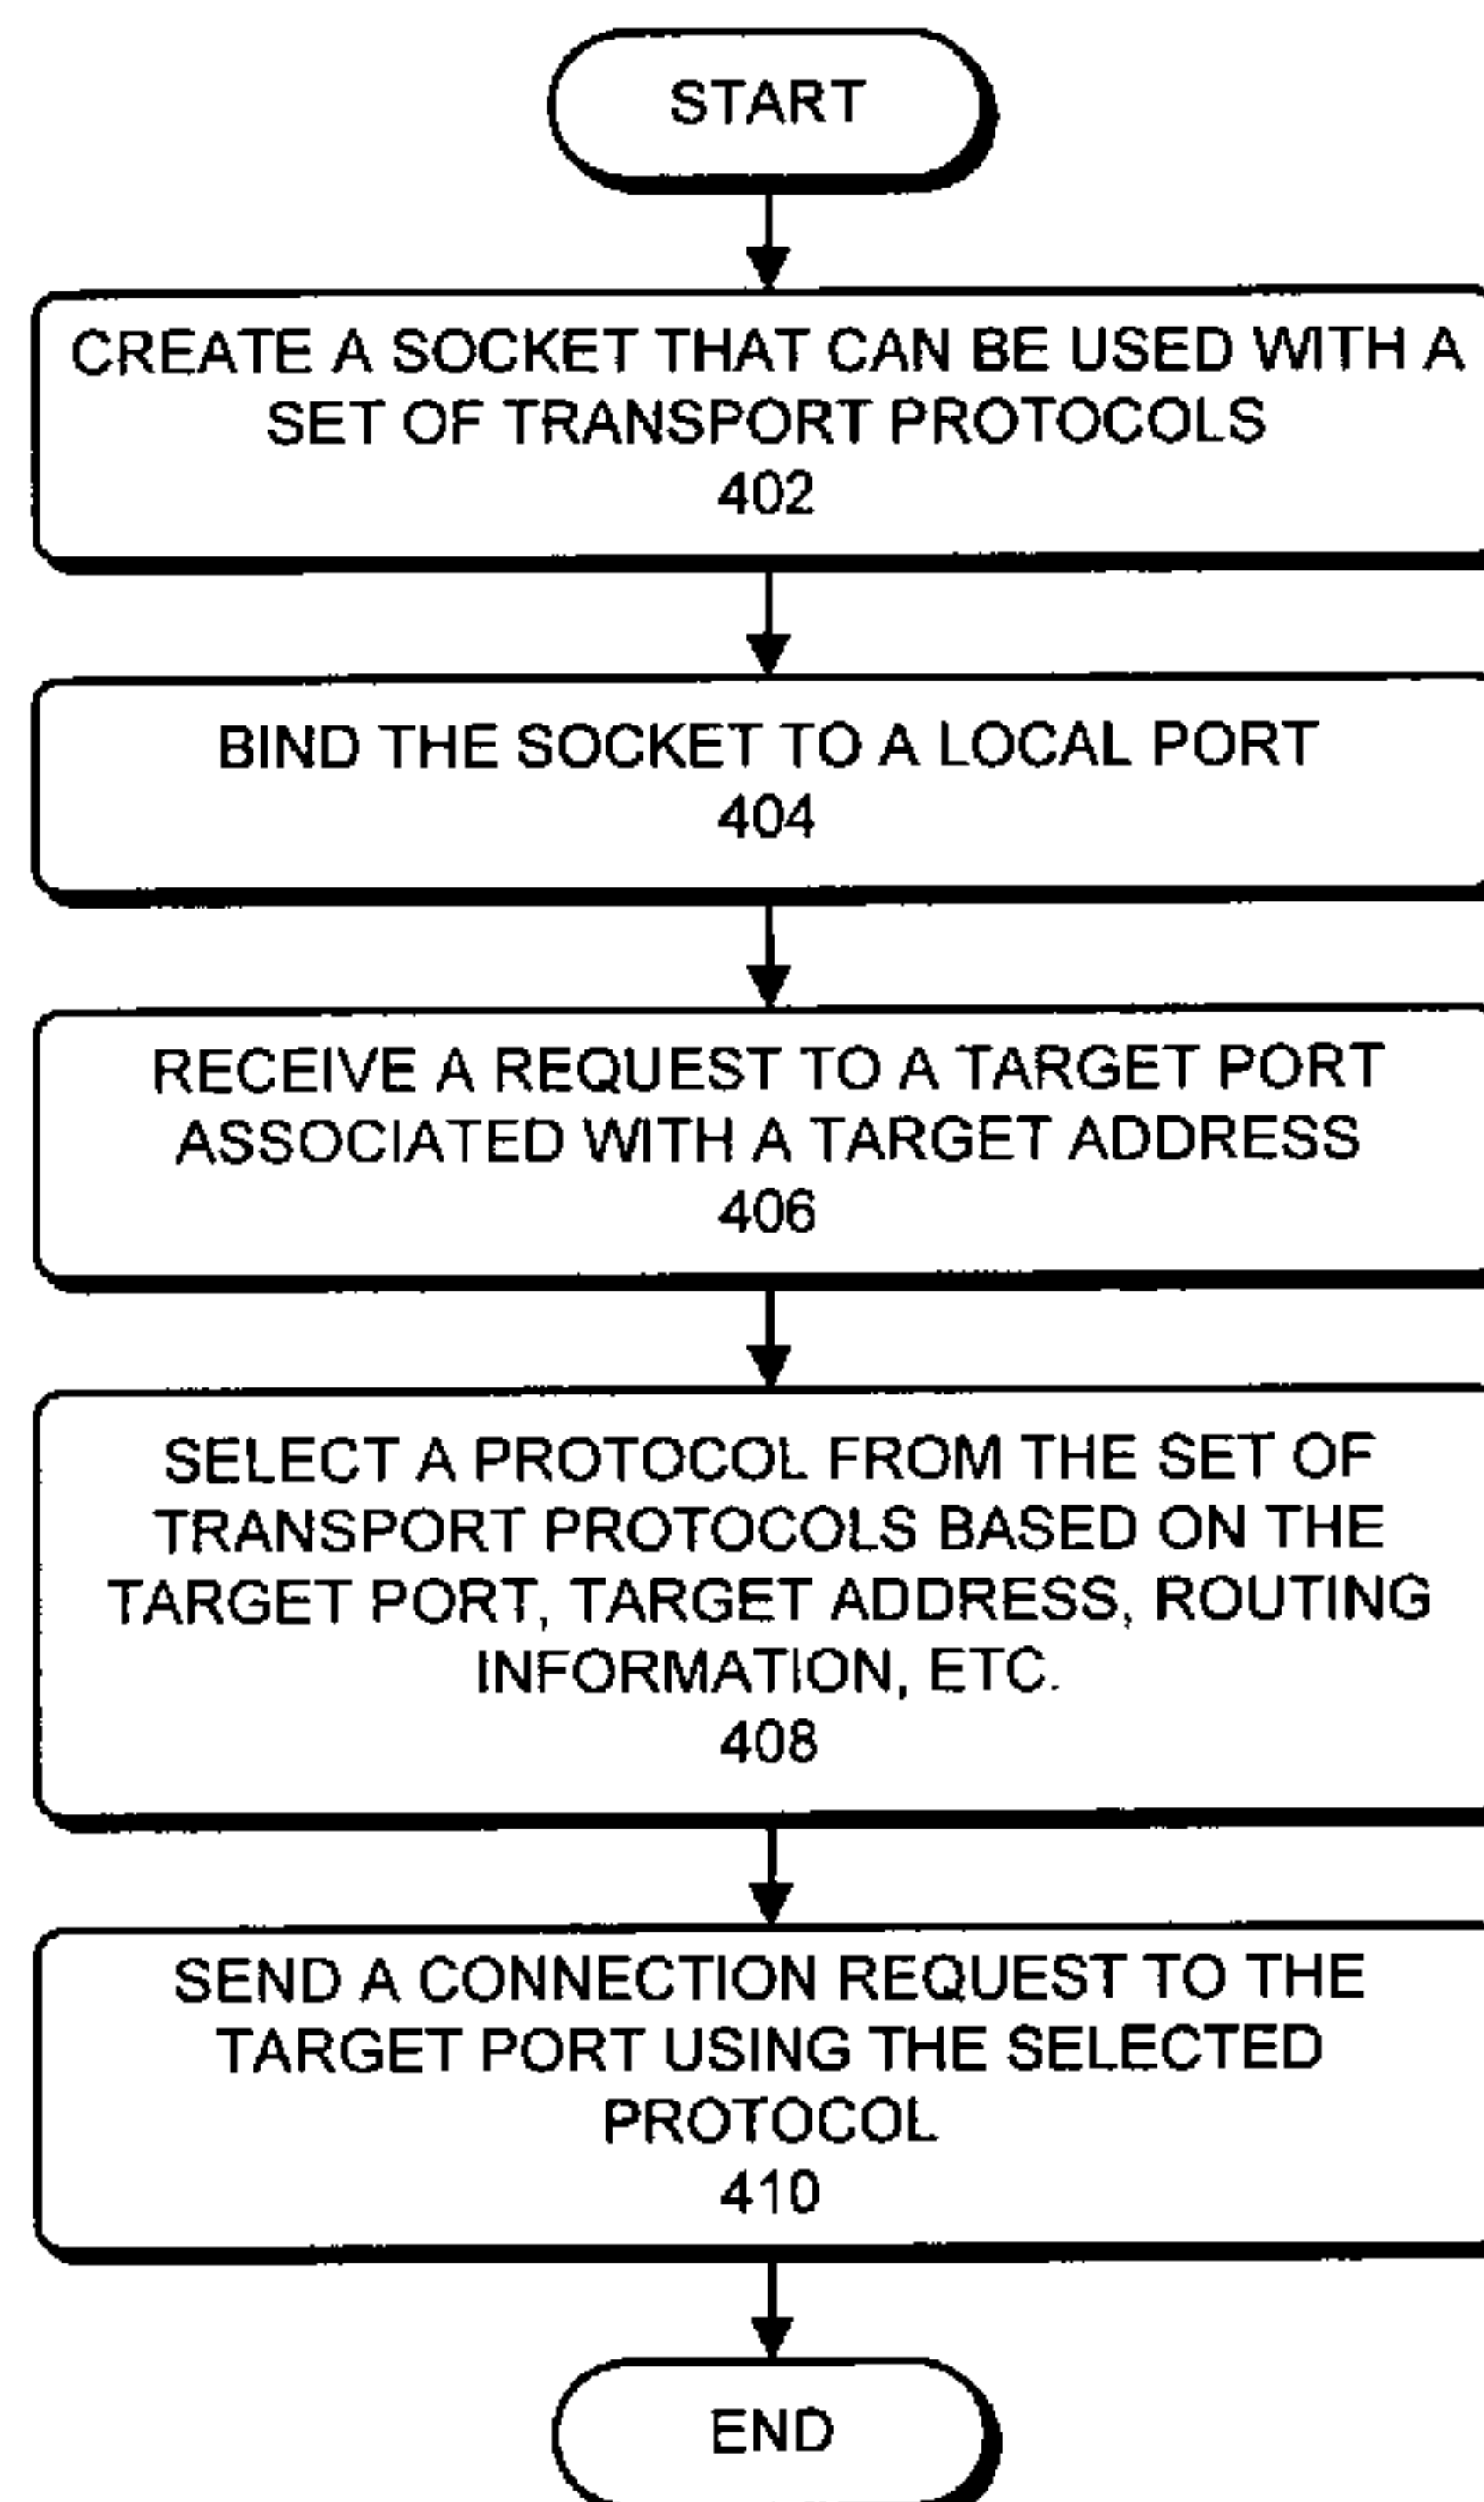 START
CREATE A SOCKET THAT CAN BE USED WITH A
SET OF TRANSPORT PROTOCOLS
402
BIND THE SOCKET TO A LOCAL PORT
404
RECEIVE A REQUEST TO A TARGET PORT
ASSOCIATED WITH A TARGET ADDRESS
406
SELECT A PROTOCOL FROM THE SET OF
TRANSPORT PROTOCOLS BASED ON THE
TARGET PORT, TARGET ADDRESS, ROUTING
INFORMATION, ETC.
408
SEND A CONNECTION REQUEST TO THE
TARGET PORT USING THE SELECTED
PROTOCOL
410
END